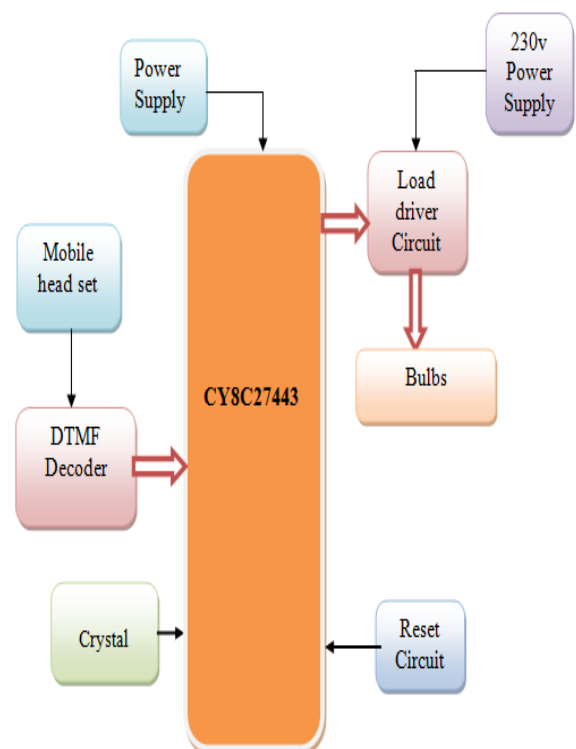 Power
Supply
230v
Power
Supply
Load
driver
Circuit
Mobile
head set
Bulbs
CY8C27443
DTMF
Decoder
Crystal
Reset
Circuit